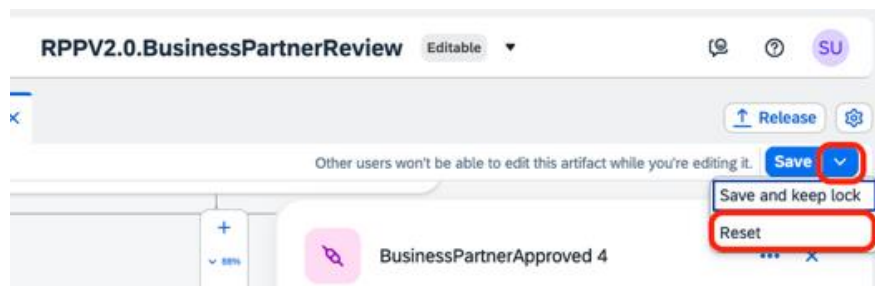 RPPV2.0.BusinessPartnerReview Editable
SU
Release
Other users won't be able to edit this artifact while you're editing it. Save
Save and keep lock
Reset
88%
BusinessPartnerApproved 4